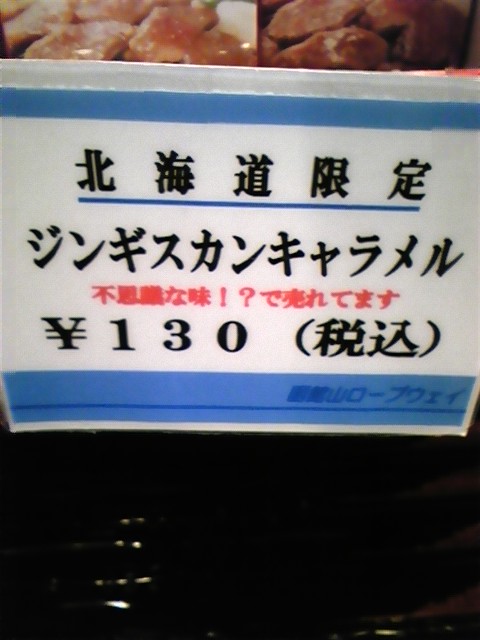 北海道限定
ジンギスカンキャラメル
不思議な味！？で売れてます
￥１３０（税込）
函館山ロープウェイ